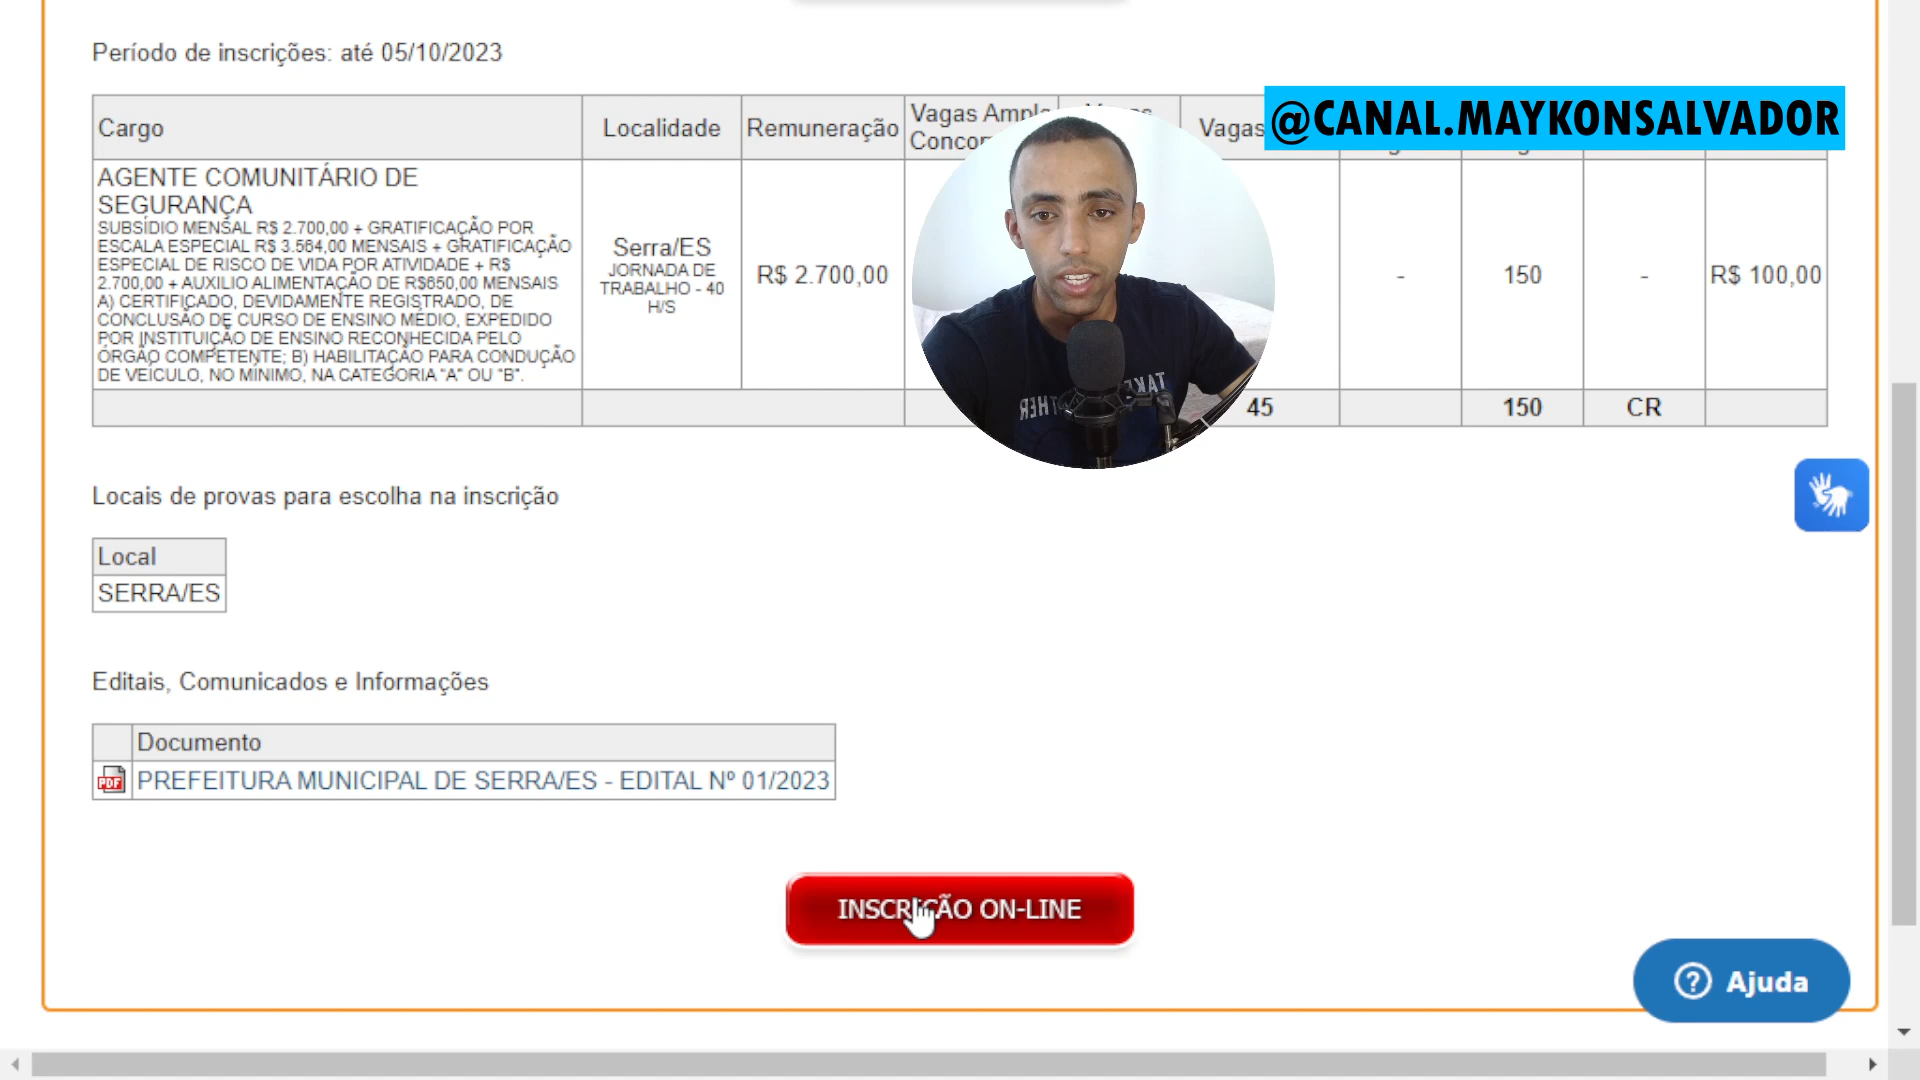 Período de inscrições: até 05/10/2023
@CANAL.MAYKONSALVADOR
Cargo
Localidade
Remuneração
Vagas Ampla
Vagas
AGENTE COMUNITÁRIO DE
SEGURANÇA
SUBSÍDIO MENSAL R$ 2.700,00 + GRATIFICAÇÃO POR
ESCALA ESPECIAL R$ 3.564,00 MENSAIS + GRATIFICAÇÃO
ESPECIAL DE RISCO DE VIDA POR ATIVIDADE + R$
2.700,00 + AUXILIO ALIMENTAÇÃO DE R$650,00 MENSAIS
A) CERTIFICADO, DEVIDAMENTE REGISTRADO, DE
CONCLUSÃO DE CURSO DE ENSINO MÉDIO, EXPEDIDO
POR INSTITUIÇÃO DE ENSINO RECONHECIDA PELO
ÓRGÃO COMPETENTE; B) HABILITAÇÃO PARA CONDUÇÃO
DE VEÍCULO, NO MÍNIMO, NA CATEGORIA "A" OU "B".
Serra/ES
JORNADA DE
TRABALHO - 40
H/S
R$ 2.700,00
-
150
-
R$ 100,00
45
150
CR
Locais de provas para escolha na inscrição
Local
SERRA/ES
Editais, Comunicados e Informações
Documento
PDF
PREFEITURA MUNICIPAL DE SERRA/ES - EDITAL Nº 01/2023
INSCRIÇÃO ON-LINE
? Ajuda